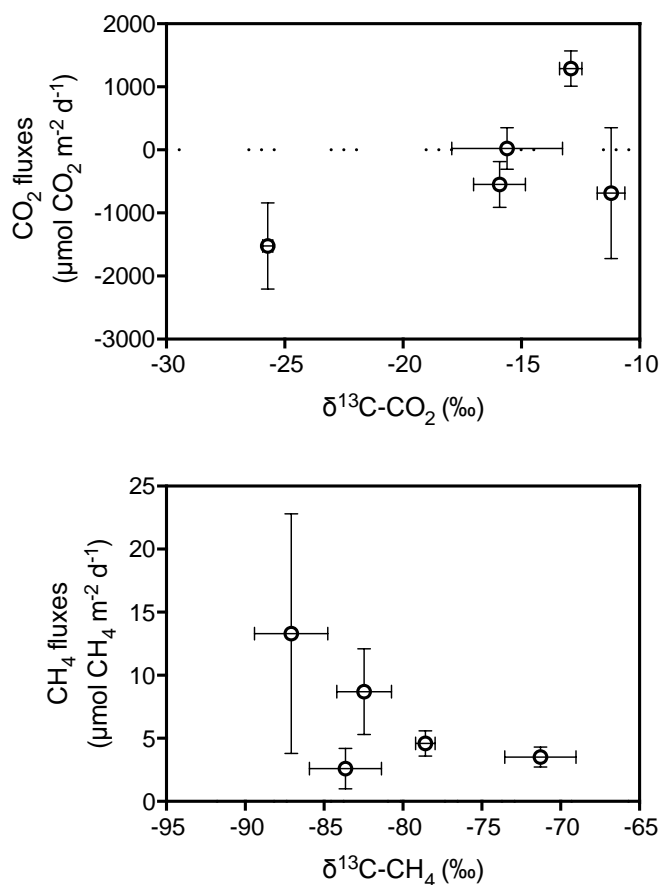 2000
1000
0
-1000
-2000
-3000
CO₂ fluxes
(µmol CO₂ m⁻² d⁻¹)
-30 -25 -20 -15 -10
δ¹³C-CO₂ (‰)
25
20
15
10
5
0
CH₄ fluxes
(µmol CH₄ m⁻² d⁻¹)
-95 -90 -85 -80 -75 -70 -65
δ¹³C-CH₄ (‰)